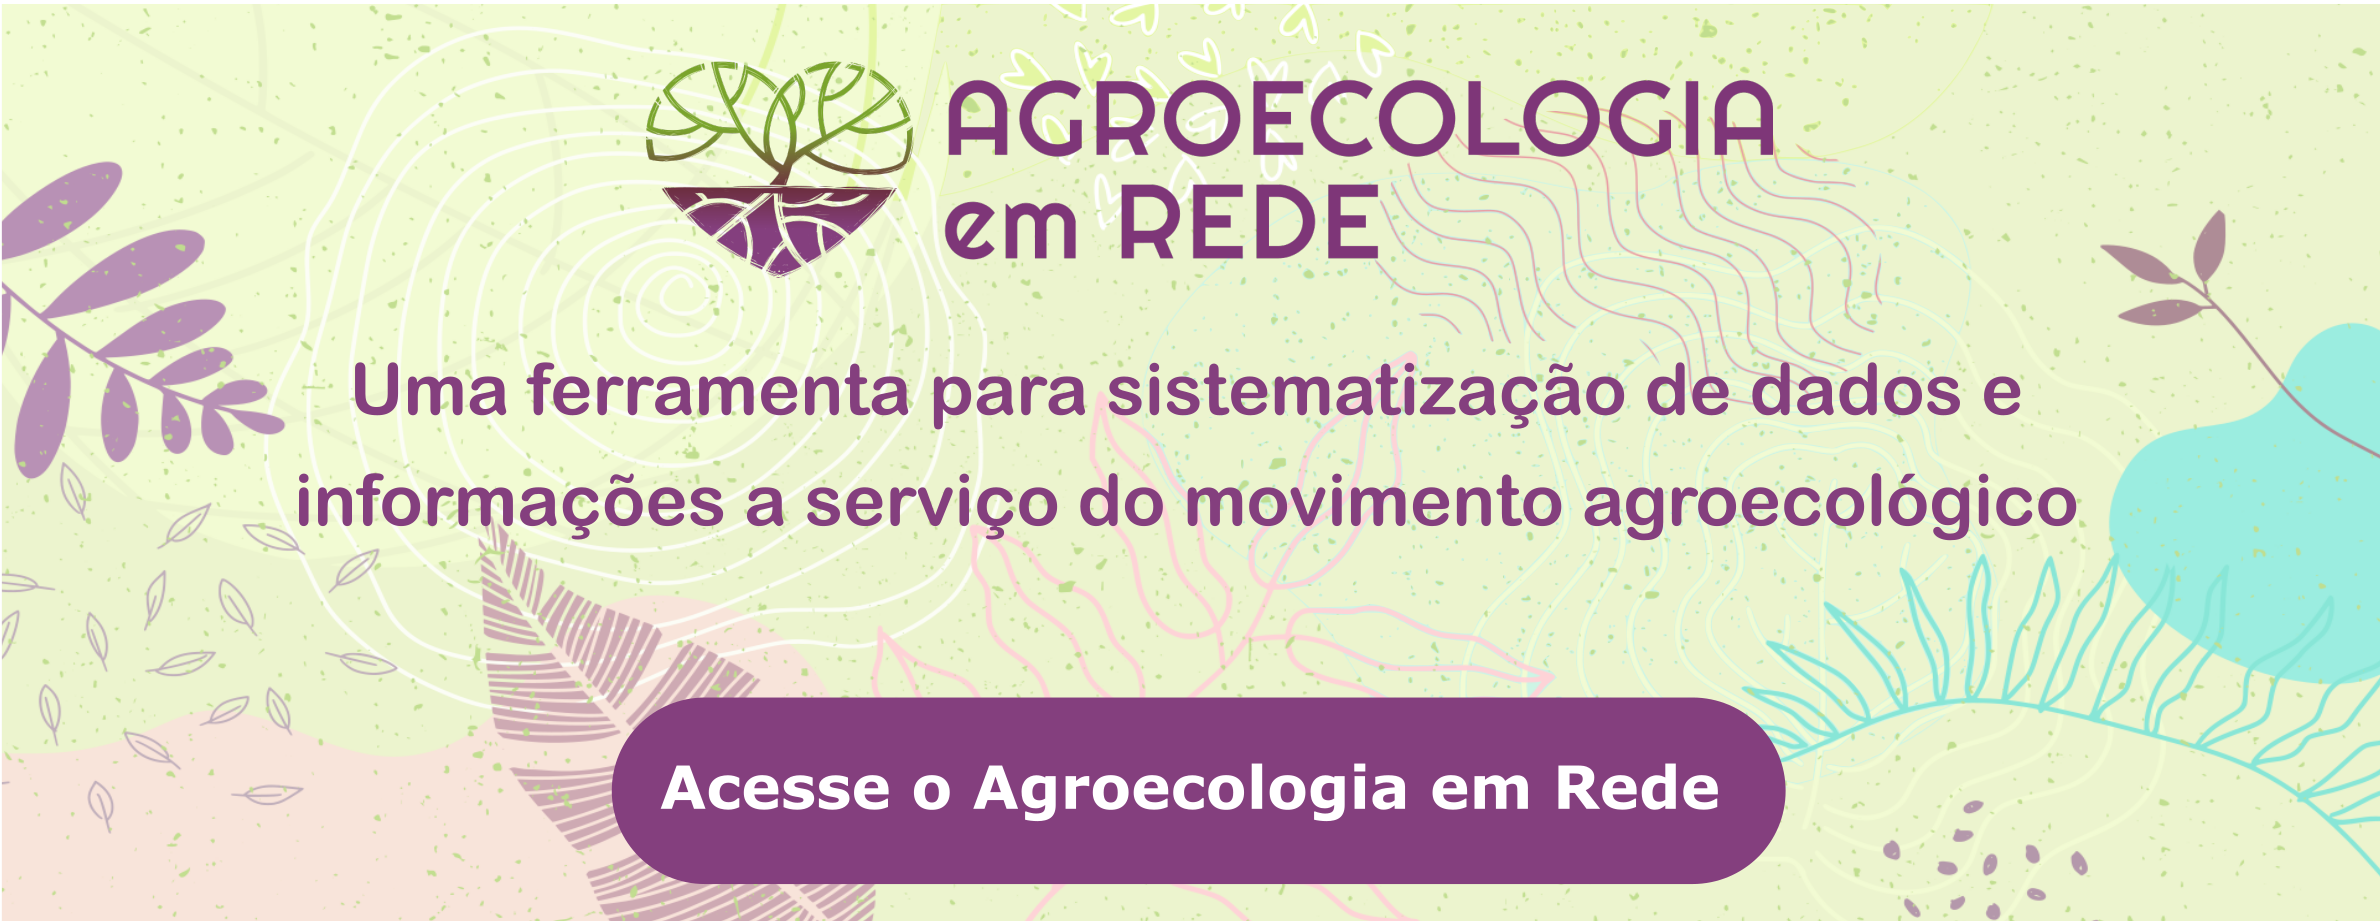 AGROECOLOGIA
em REDE
Uma ferramenta para sistematização de dados e
informações a serviço do movimento agroecológico
Acesse o Agroecologia em Rede